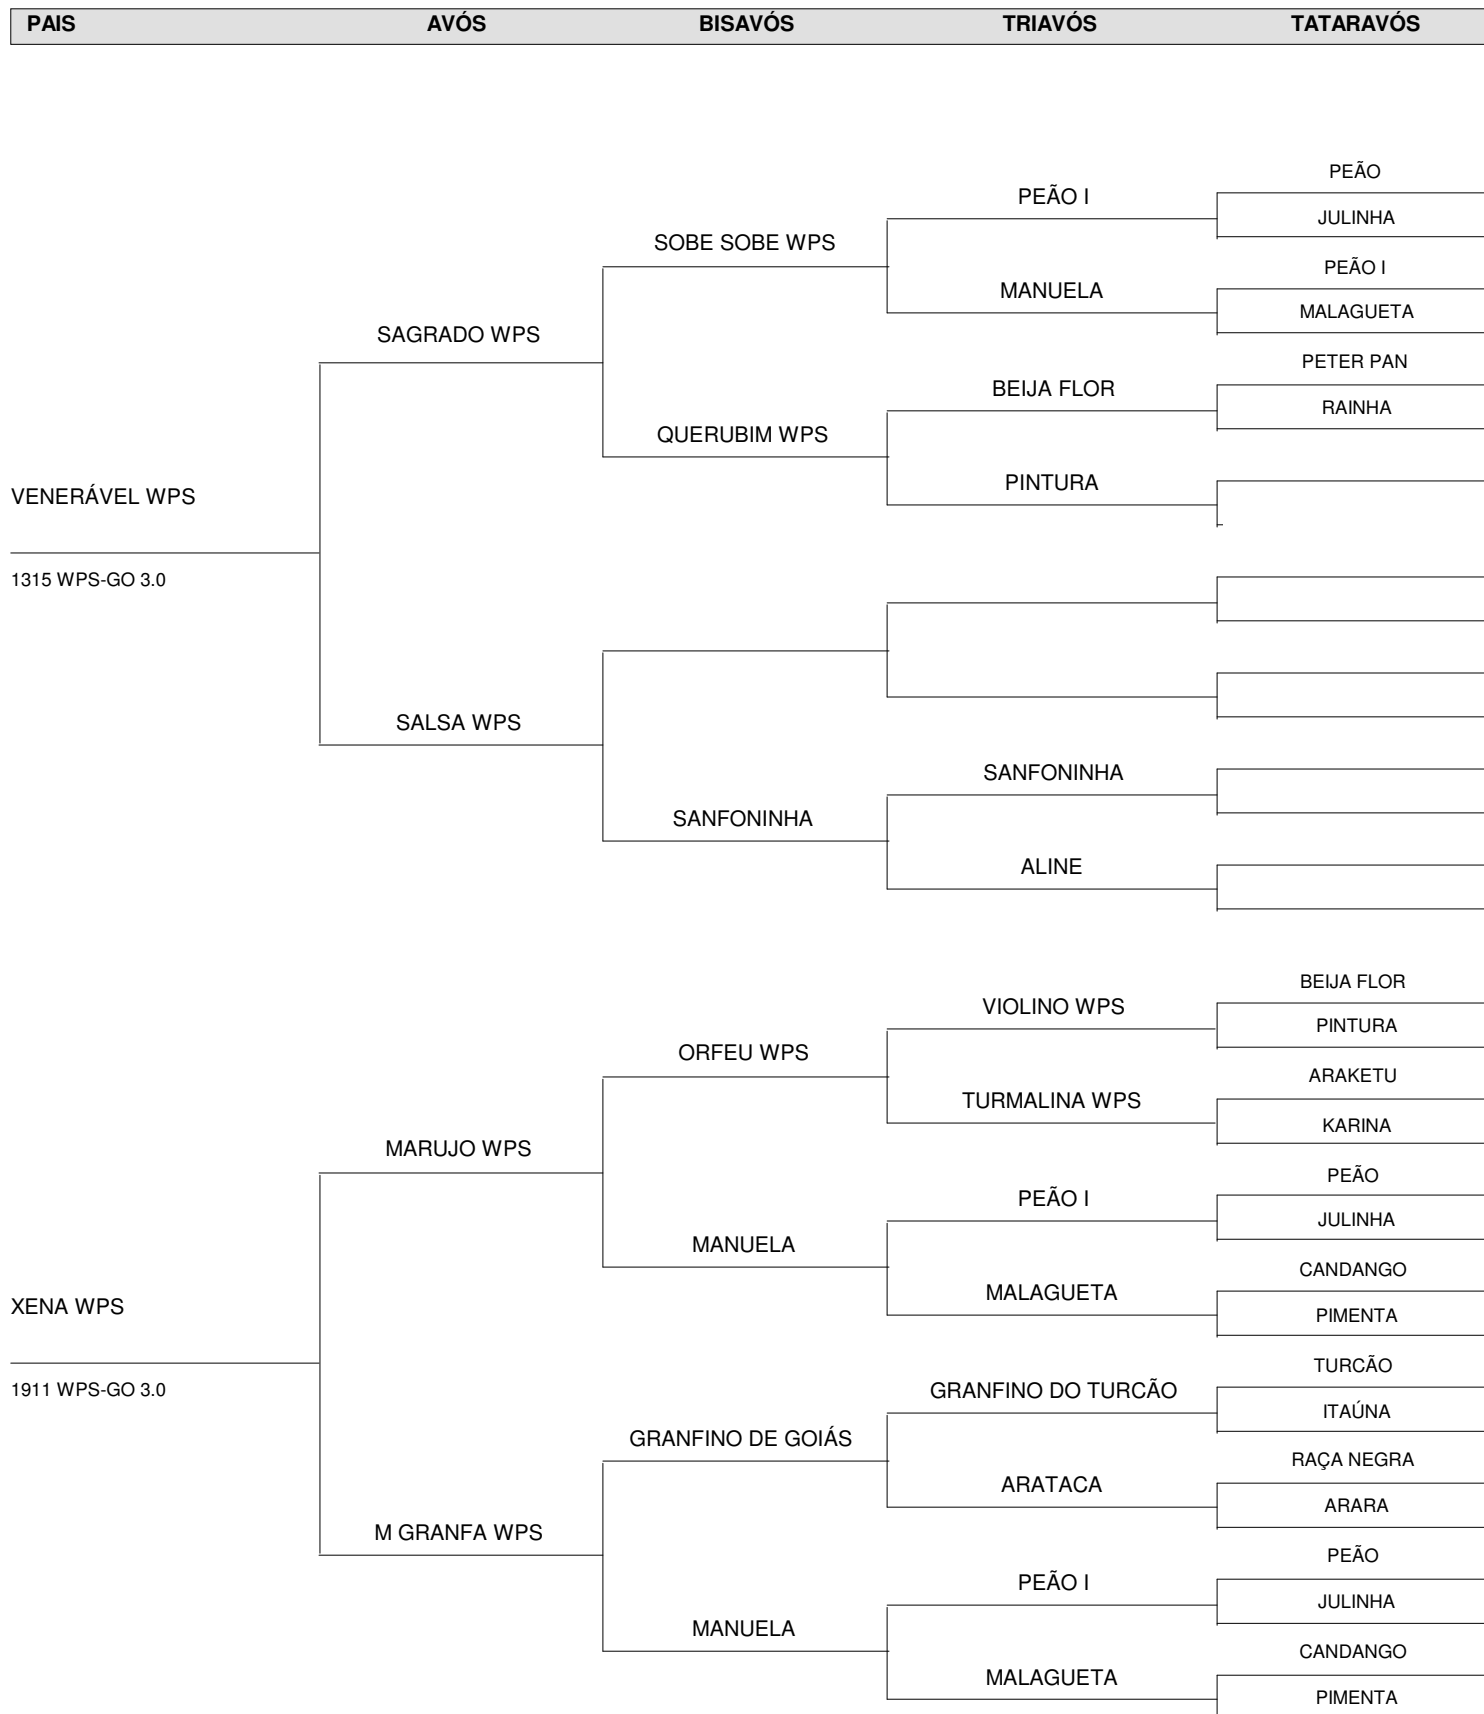 PAIS AVÓS BISAVÓS TRIAVÓS TATARAVÓS
PEÃO
PEÃO I
JULINHA
SOBE SOBE WPS
PEÃO I
MANUELA
MALAGUETA
SAGRADO WPS
PETER PAN
BEIJA FLOR
RAINHA
QUERUBIM WPS
PINTURA
VENERÁVEL WPS
1315 WPS-GO 3.0
SALSA WPS
SANFONINHA
SANFONINHA
ALINE
BEIJA FLOR
VIOLINO WPS
PINTURA
ORFEU WPS
ARAKETU
TURMALINA WPS
KARINA
MARUJO WPS
PEÃO
PEÃO I
JULINHA
MANUELA
CANDANGO
MALAGUETA
XENA WPS
PIMENTA
TURCÃO
1911 WPS-GO 3.0
GRANFINO DO TURCÃO
ITAÚNA
GRANFINO DE GOIÁS
RAÇA NEGRA
ARATACA
ARARA
M GRANFA WPS
PEÃO
PEÃO I
JULINHA
MANUELA
CANDANGO
MALAGUETA
PIMENTA